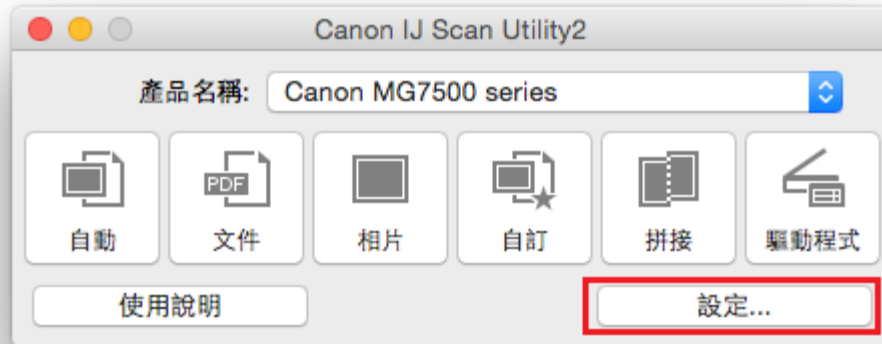 Canon IJ Scan Utility2
產品名稱: Canon MG7500 series
PDF
自動 文件 相片 自訂 拼接 驅動程式
使用說明 設定...